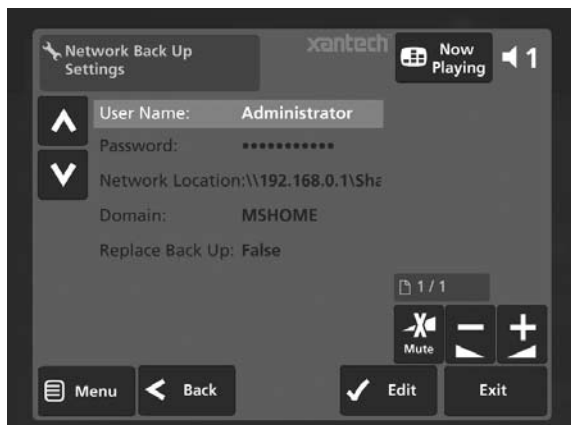 Network Back Up
Settings
xantech
Now
Playing
1
User Name: Administrator
Password: •••••••••••
Network Location:\\192.168.0.1\Sha
Domain: MSHOME
Replace Back Up: False
1/1
Mute
Menu
Back
Edit
Exit